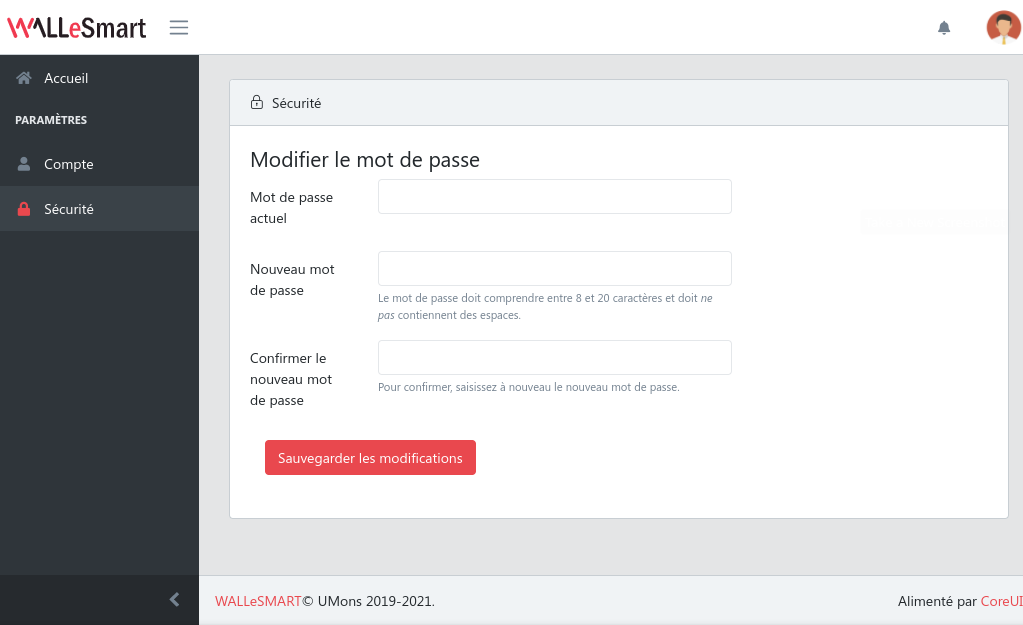 WALLeSmart
Accueil
PARAMÈTRES
Compte
Sécurité
Sécurité
Modifier le mot de passe
Mot de passe
actuel
Nouveau mot
de passe
Le mot de passe doit comprendre entre 8 et 20 caractères et doit ne
pas contiennent des espaces.
Confirmer le
nouveau mot
de passe
Pour confirmer, saisissez à nouveau le nouveau mot de passe.
Sauvegarder les modifications
WALLeSMART© UMons 2019-2021.
Alimenté par CoreUI